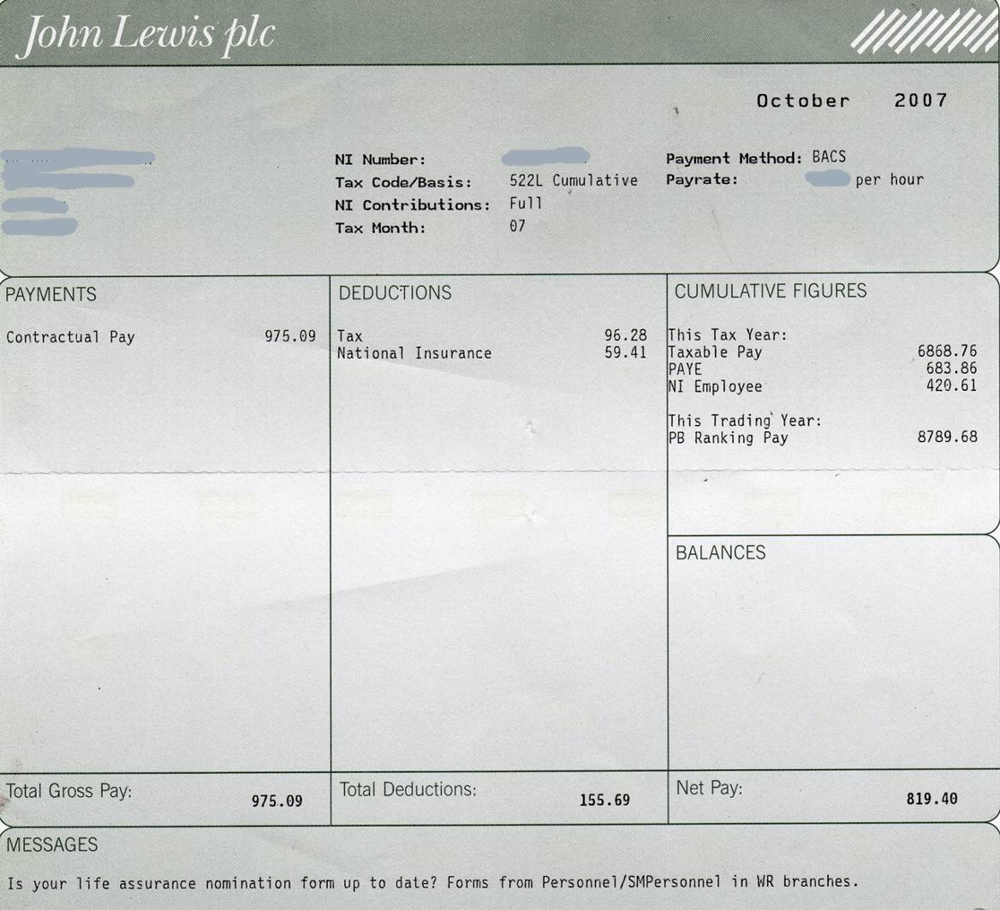 John Lewis plc
October 2007
NI Number:
Tax Code/Basis: 522L Cumulative
NI Contributions: Full
Tax Month: 07
Payment Method: BACS
Payrate: per hour
PAYMENTS
Contractual Pay 975.09
DEDUCTIONS
Tax 96.28
National Insurance 59.41
CUMULATIVE FIGURES
This Tax Year:
Taxable Pay 6868.76
PAYE 683.86
NI Employee 420.61
This Trading Year:
PB Ranking Pay 8789.68
BALANCES
Total Gross Pay: 975.09
Total Deductions: 155.69
Net Pay: 819.40
MESSAGES
Is your life assurance nomination form up to date? Forms from Personnel/SMPersonnel in WR branches.